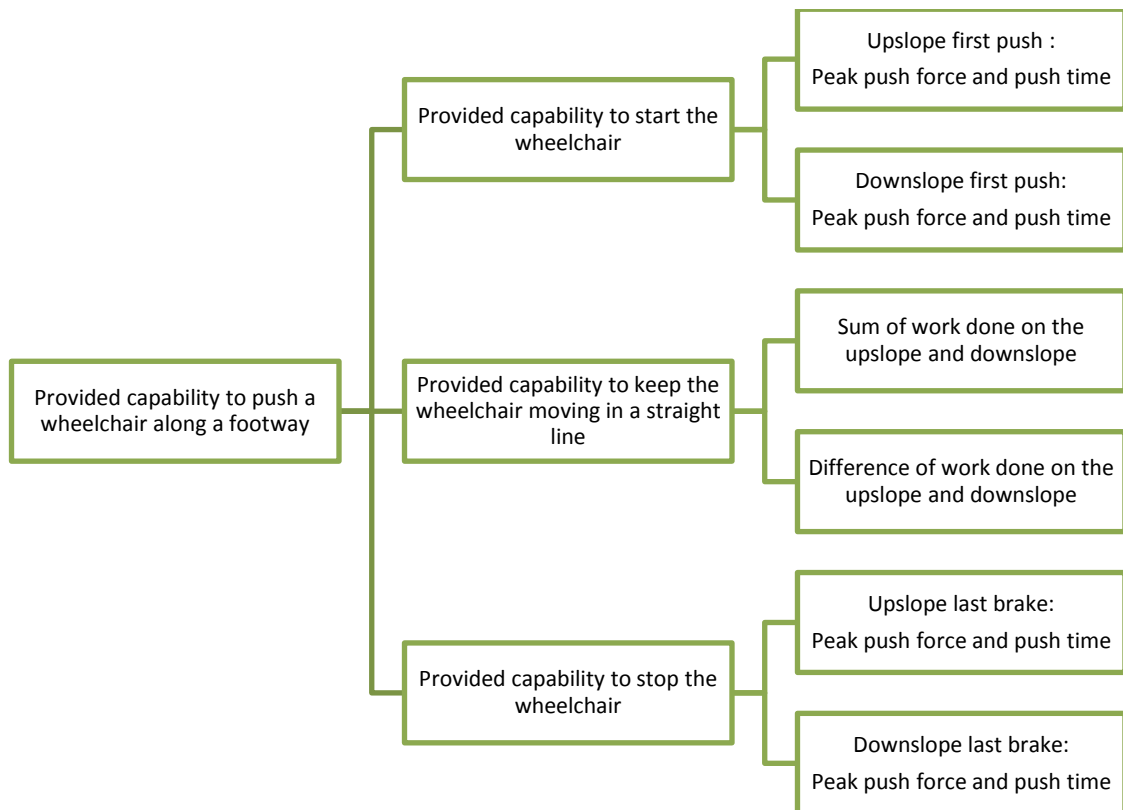 Provided capability to push a
wheelchair along a footway
Provided capability to start the
wheelchair
Upslope first push :
Peak push force and push time
Downslope first push:
Peak push force and push time
Provided capability to keep the
wheelchair moving in a straight
line
Sum of work done on the
upslope and downslope
Difference of work done on the
upslope and downslope
Provided capability to stop the
wheelchair
Upslope last brake:
Peak push force and push time
Downslope last brake:
Peak push force and push time